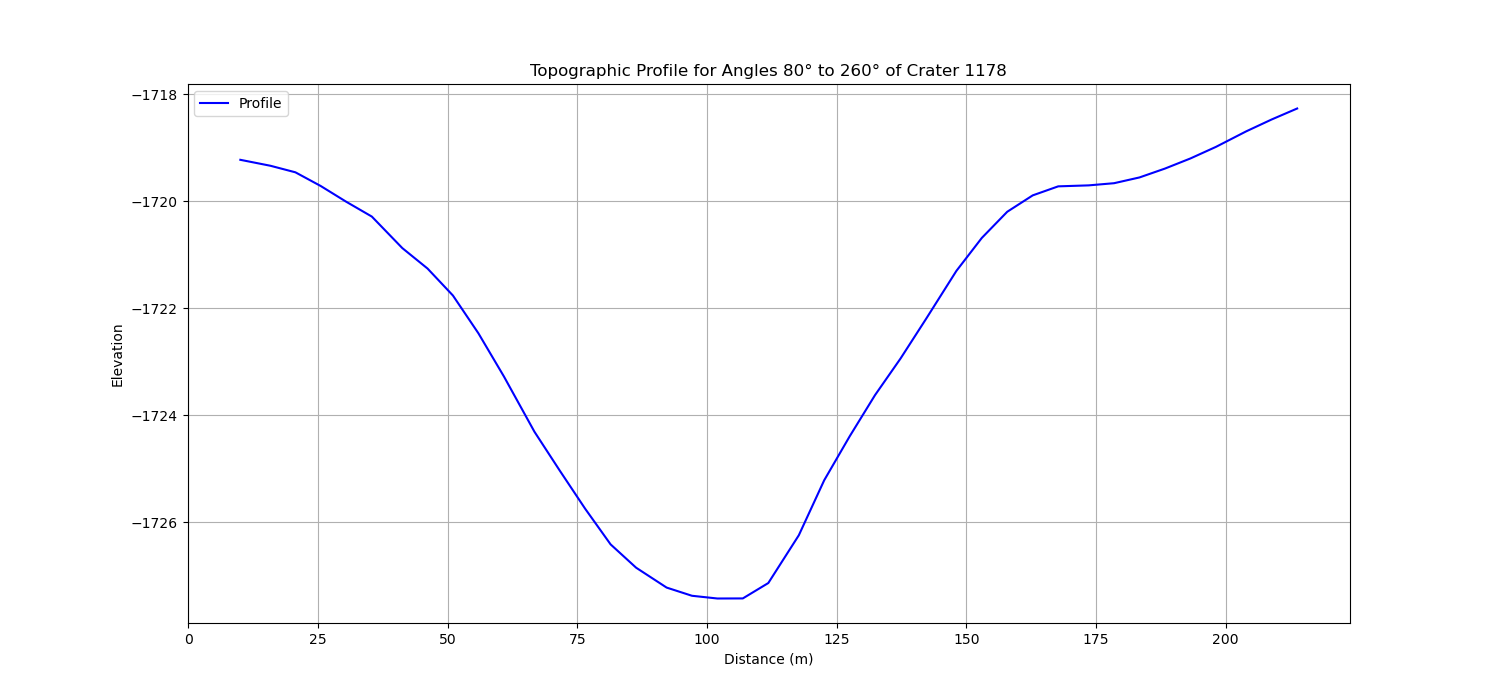 Topographic Profile for Angles 80° to 260° of Crater 1178
Profile
−1718
−1720
−1722
−1724
−1726
Elevation
0 25 50 75 100 125 150 175 200
Distance (m)